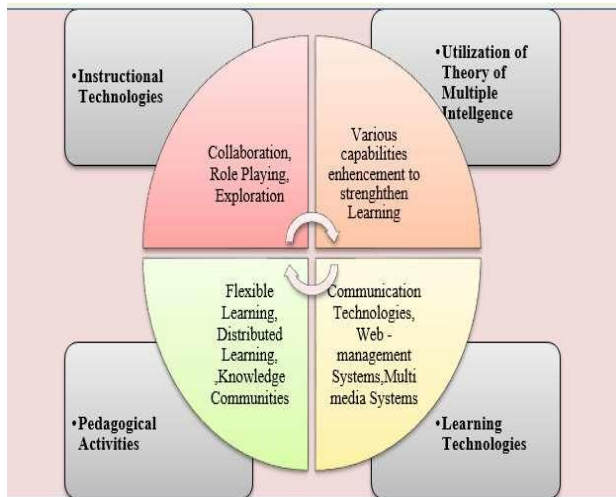 •Instructional
Technologies
•Utilization of
Theory of
Multiple
Intellgence
Collaboration,
Role Playing,
Exploration
Various
capabilities
enhencement to
strenghthen
Learning
Flexible
Learning,
Distributed
Learning,
,Knowledge
Communities
Communication
Technologies,
Web -
management
Systems,Multi
media Systems
•Pedagogical
Activities
•Learning
Technologies